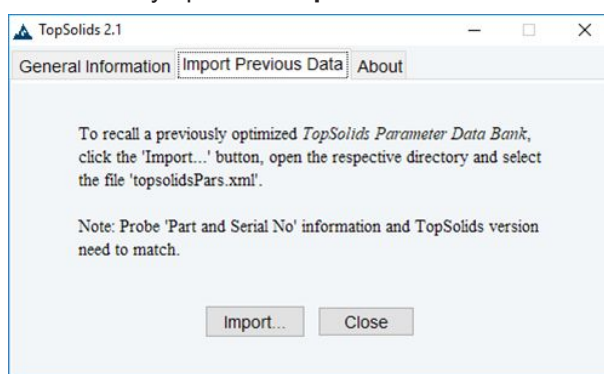 TopSolids 2.1
General Information Import Previous Data About
To recall a previously optimized TopSolids Parameter Data Bank,
click the 'Import...' button, open the respective directory and select
the file 'topsolidsPars.xml'.
Note: Probe 'Part and Serial No' information and TopSolids version
need to match.
Import... Close